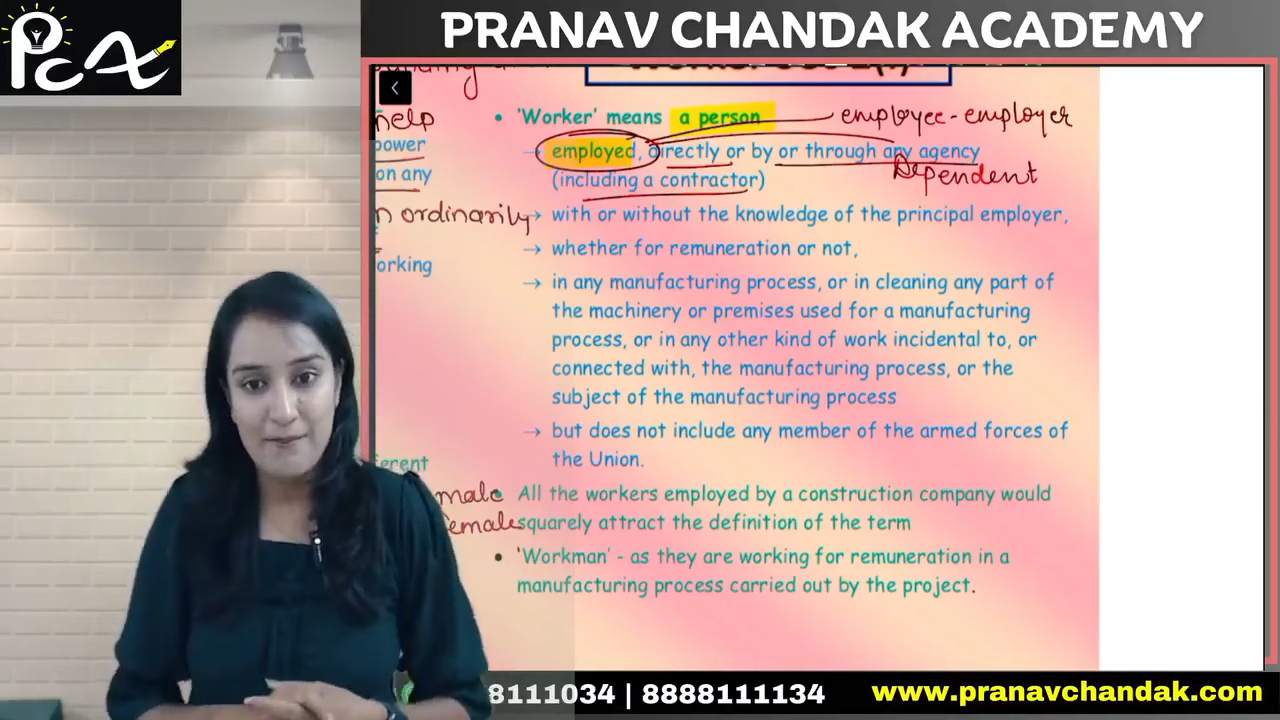 PCA
PRANAV CHANDAK ACADEMY
help
power
on any
n ordinarily
orking
erent
male
emale
• 'Worker' means a person
employee-employer
→ employed, directly or by or through any agency
(including a contractor)
Dependent
→ with or without the knowledge of the principal employer,
→ whether for remuneration or not,
→ in any manufacturing process, or in cleaning any part of
the machinery or premises used for a manufacturing
process, or in any other kind of work incidental to, or
connected with, the manufacturing process, or the
subject of the manufacturing process
→ but does not include any member of the armed forces of
the Union.
• All the workers employed by a construction company would
squarely attract the definition of the term
• 'Workman' - as they are working for remuneration in a
manufacturing process carried out by the project.
8111034 | 8888111134
www.pranavchandak.com